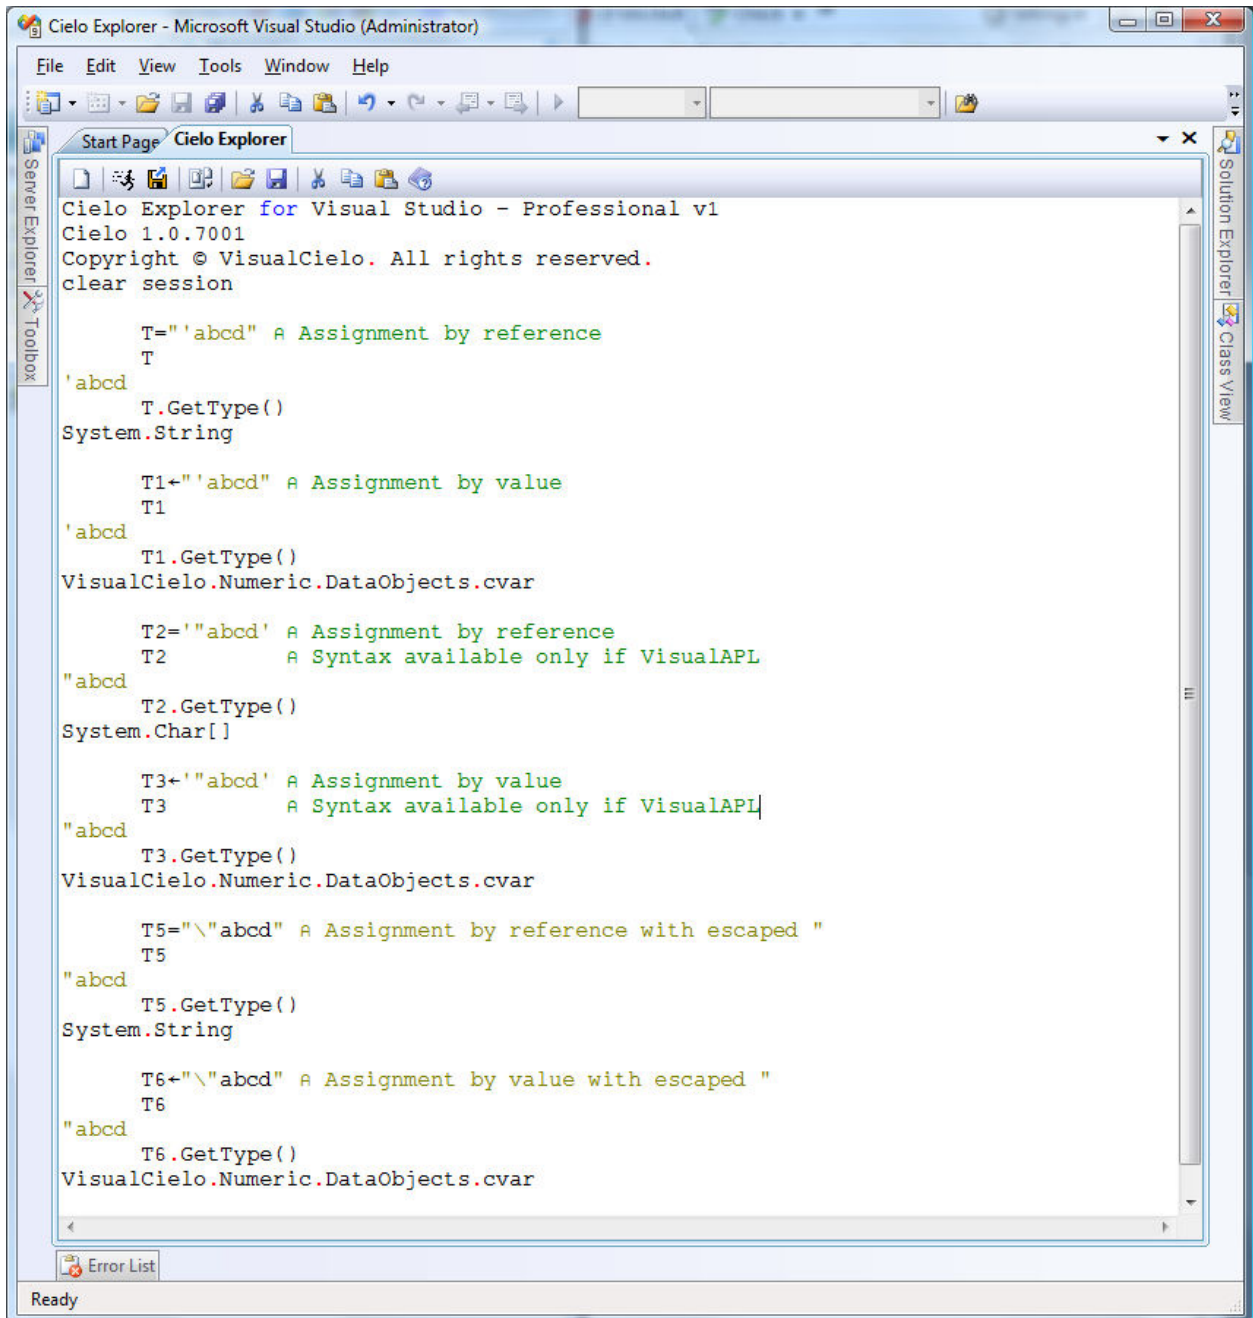 Cielo Explorer - Microsoft Visual Studio (Administrator)
File Edit View Tools Window Help
Start Page Cielo Explorer
Server Explorer
Toolbox
Solution Explorer
Class View
Cielo Explorer for Visual Studio - Professional v1
Cielo 1.0.7001
Copyright © VisualCielo. All rights reserved.
clear session
T="'abcd" ⍝ Assignment by reference
T
'abcd
T.GetType()
System.String
T1←"'abcd" ⍝ Assignment by value
T1
'abcd
T1.GetType()
VisualCielo.Numeric.DataObjects.cvar
T2='"abcd' ⍝ Assignment by reference
T2 ⍝ Syntax available only if VisualAPL
"abcd
T2.GetType()
System.Char[]
T3←'"abcd' ⍝ Assignment by value
T3 ⍝ Syntax available only if VisualAPL
"abcd
T3.GetType()
VisualCielo.Numeric.DataObjects.cvar
T5="\"abcd" ⍝ Assignment by reference with escaped "
T5
"abcd
T5.GetType()
System.String
T6←"\"abcd" ⍝ Assignment by value with escaped "
T6
"abcd
T6.GetType()
VisualCielo.Numeric.DataObjects.cvar
Error List
Ready